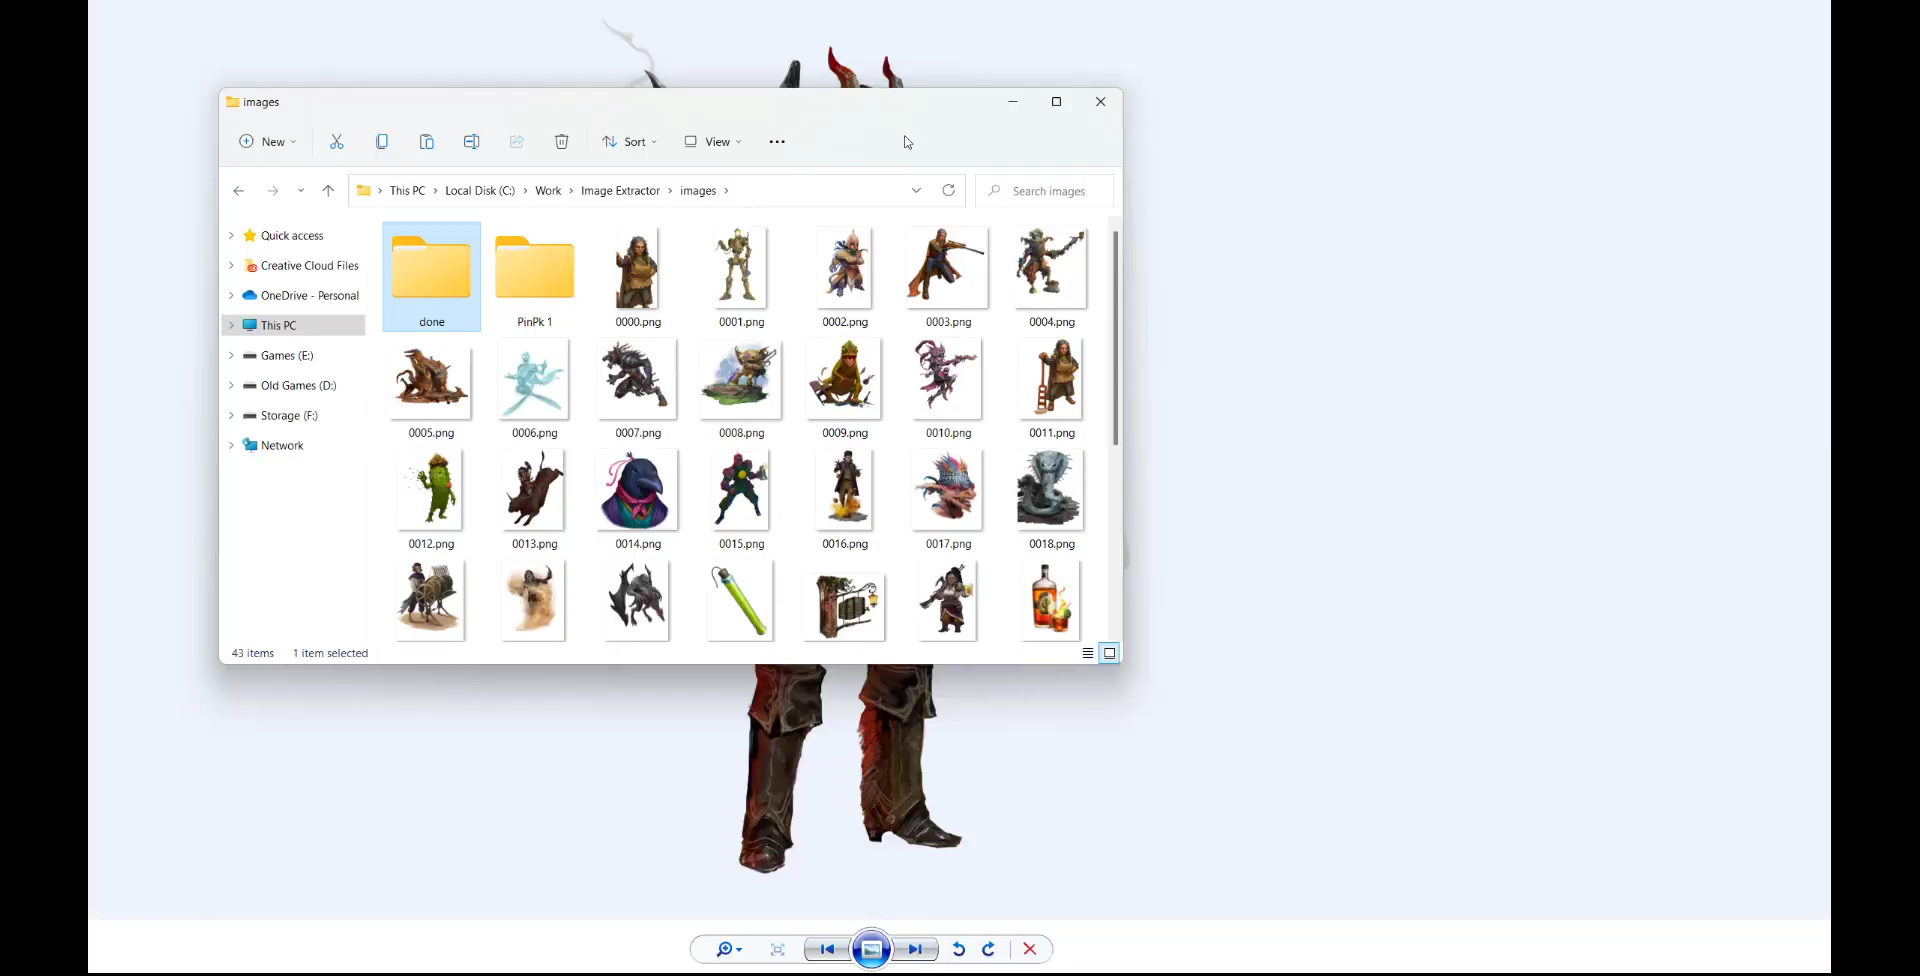 images
New
Sort
View
This PC
Local Disk (C:)
Work
Image Extractor
images
Search images
Quick access
Creative Cloud Files
OneDrive - Personal
This PC
Games (E:)
Old Games (D:)
Storage (F:)
Network
done
PinPk 1
0000.png
0001.png
0002.png
0003.png
0004.png
0005.png
0006.png
0007.png
0008.png
0009.png
0010.png
0011.png
0012.png
0013.png
0014.png
0015.png
0016.png
0017.png
0018.png
43 items
1 item selected